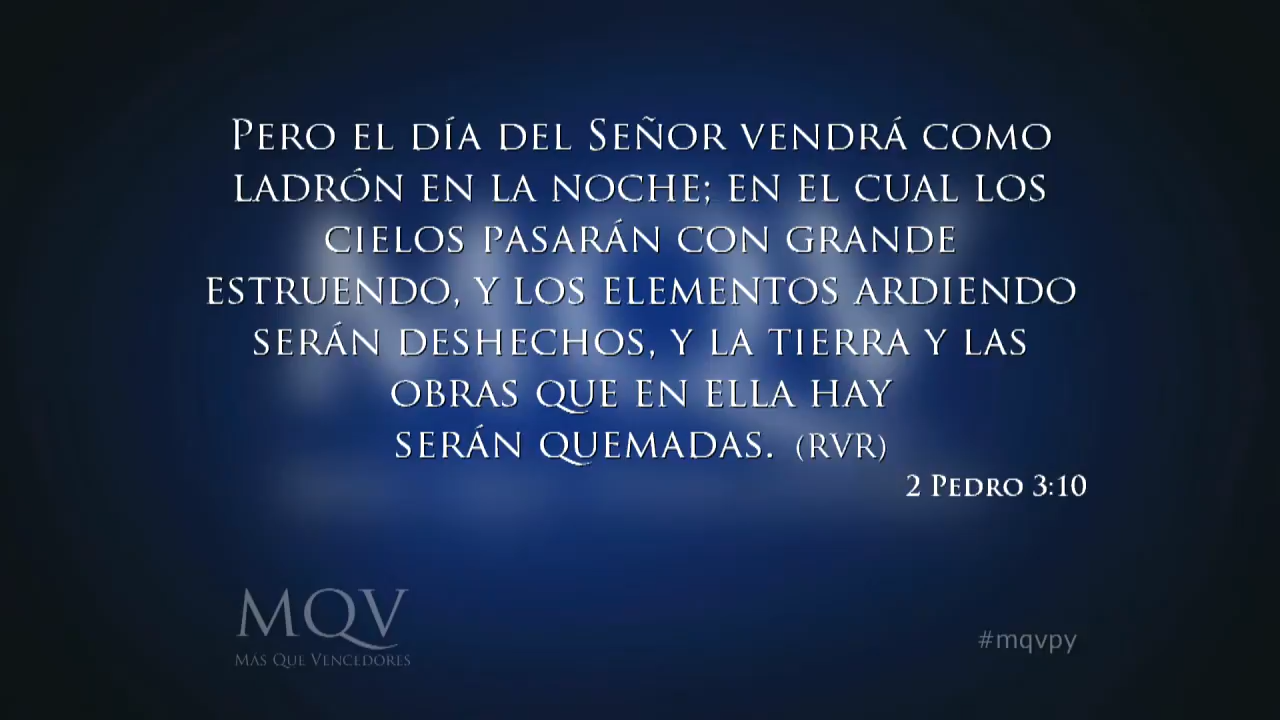 Pero el día del Señor vendrá como
ladrón en la noche; en el cual los
cielos pasarán con grande
estruendo, y los elementos ardiendo
serán deshechos, y la tierra y las
obras que en ella hay
serán quemadas. (RVR)
2 Pedro 3:10
MQV
Más Que Vencedores
#mqvpy